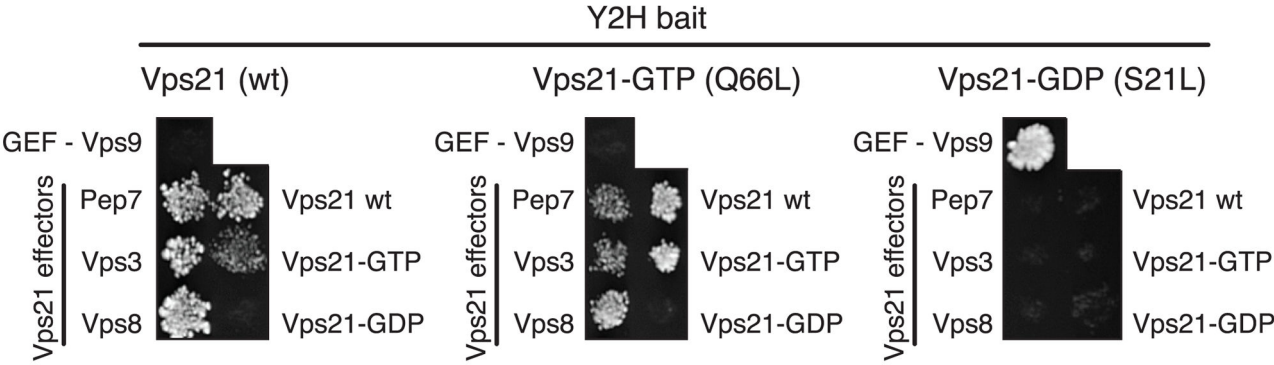 Y2H bait
Vps21 (wt)
GEF - Vps9
Vps21 effectors
Pep7
Vps21 wt
Vps3
Vps21-GTP
Vps8
Vps21-GDP
Vps21-GTP (Q66L)
GEF - Vps9
Vps21 effectors
Pep7
Vps21 wt
Vps3
Vps21-GTP
Vps8
Vps21-GDP
Vps21-GDP (S21L)
GEF - Vps9
Vps21 effectors
Pep7
Vps21 wt
Vps3
Vps21-GTP
Vps8
Vps21-GDP